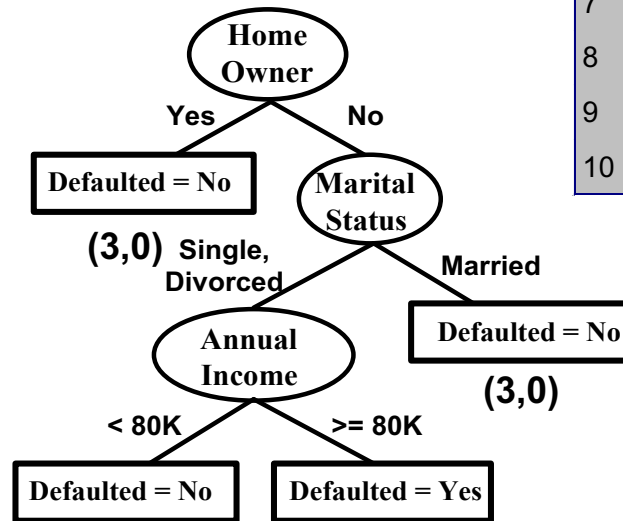 7
8
9
10
Home
Owner
Yes
No
Defaulted = No
Marital
Status
(3,0)
Single,
Divorced
Married
Annual
Income
Defaulted = No
(3,0)
< 80K
>= 80K
Defaulted = No
Defaulted = Yes